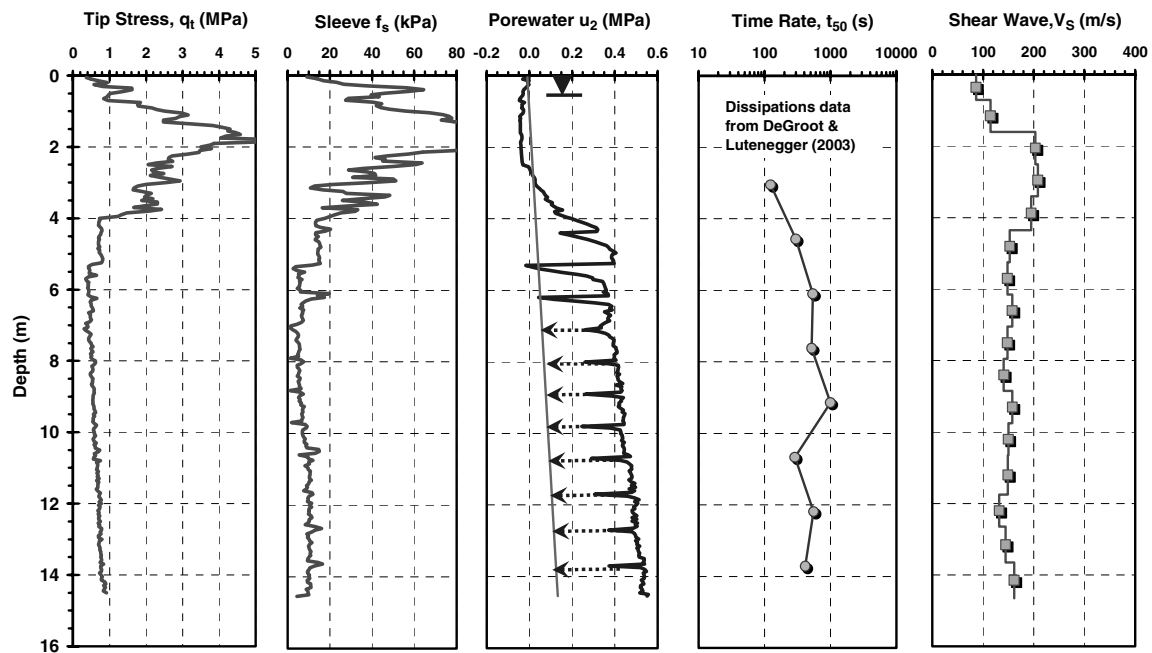 Tip Stress, qt (MPa)
0 1 2 3 4 5
Sleeve fs (kPa)
0 20 40 60 80
Porewater u2 (MPa)
-0.2 0.0 0.2 0.4 0.6
Time Rate, t50 (s)
10 100 1000 10000
Shear Wave,VS (m/s)
0 100 200 300 400
Depth (m)
0
2
4
6
8
10
12
14
16
Dissipations data
from DeGroot &
Lutenegger (2003)